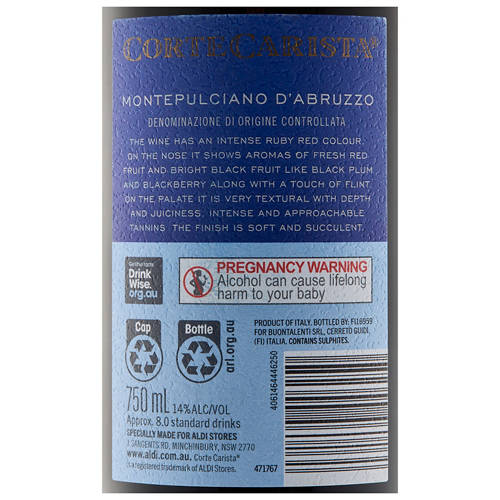 CORTE CARISTA®
MONTEPULCIANO D'ABRUZZO
DENOMINAZIONE DI ORIGINE CONTROLLATA
THE WINE HAS AN INTENSE RUBY RED COLOUR.
ON THE NOSE IT SHOWS AROMAS OF FRESH RED
FRUIT AND BRIGHT BLACK FRUIT LIKE BLACK PLUM
AND BLACKBERRY ALONG WITH A TOUCH OF FLINT
ON THE PALATE IT IS VERY TEXTURAL WITH DEPTH
AND JUICINESS. INTENSE AND APPROACHABLE
TANNINS THE FINISH IS SOFT AND SUCCULENT.
Get the facts
Drink
Wise.
org.au
PREGNANCY WARNING
Alcohol can cause lifelong
harm to your baby
Cap
Bottle
arl.org.au
PRODUCT OF ITALY. BOTTLED BY: FI16959
FOR BUONTALENTI SRL, CERRETO GUIDI,
(FI) ITALIA. CONTAINS SULPHITES.
4061464446250
750 mL 14% ALC/VOL
Approx. 8.0 standard drinks
SPECIALLY MADE FOR ALDI STORES
1 SARGENTS RD, MINCHINBURY, NSW 2770
www.aldi.com.au. Corte Carista®
is a registered trademark of ALDI Stores.
471767